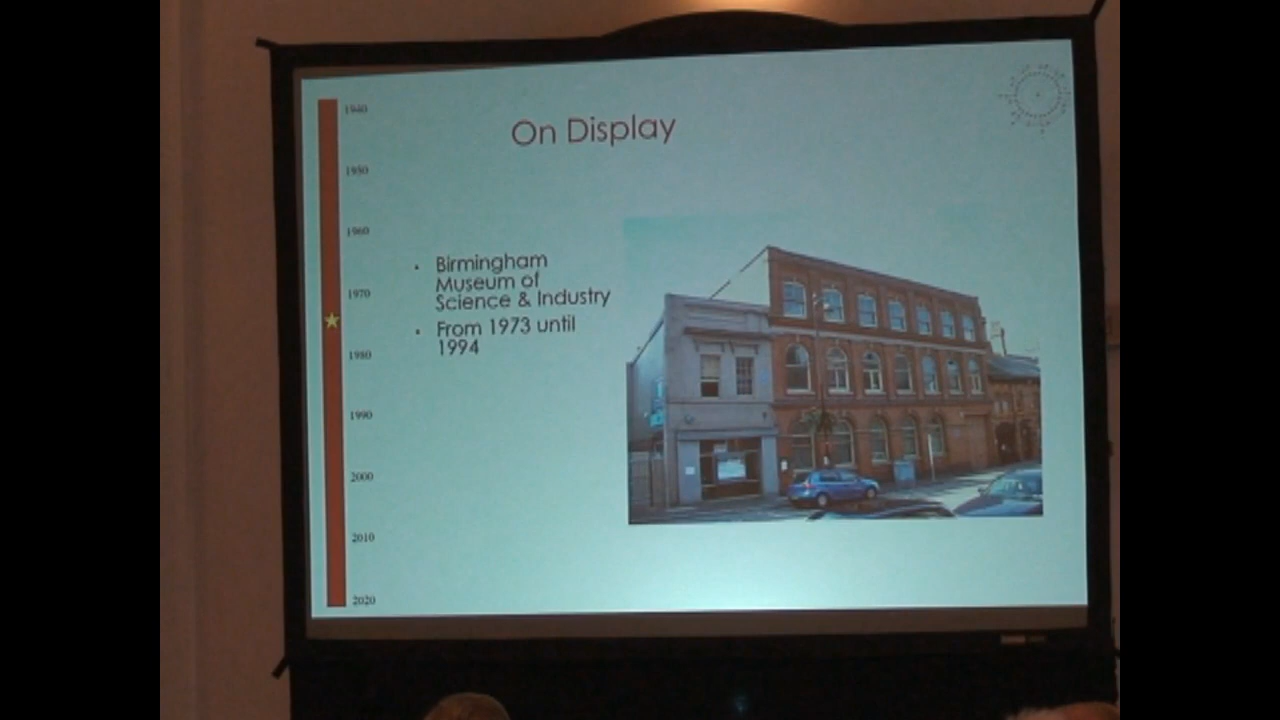 On Display
1940
1950
1960
1970
1980
1990
2000
2010
2020
Birmingham
Museum of
Science & Industry
From 1973 until
1994